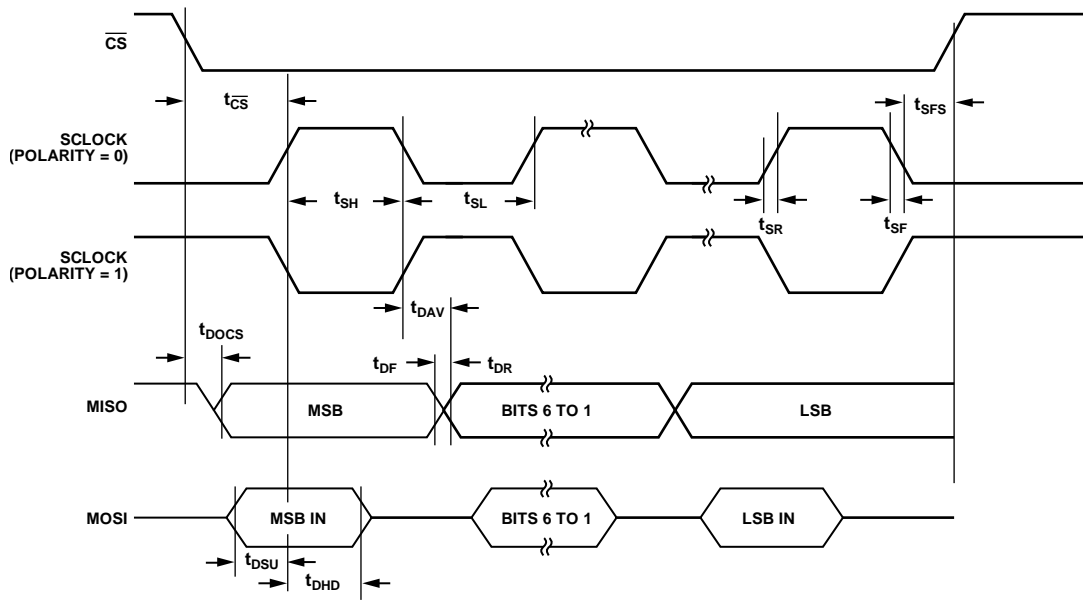 CS
tCS
tSFS
SCLOCK
(POLARITY = 0)
tSH
tSL
tSR
tSF
SCLOCK
(POLARITY = 1)
tDAV
tDOCS
tDF
tDR
MISO
MSB
BITS 6 TO 1
LSB
MOSI
MSB IN
BITS 6 TO 1
LSB IN
tDSU
tDHD